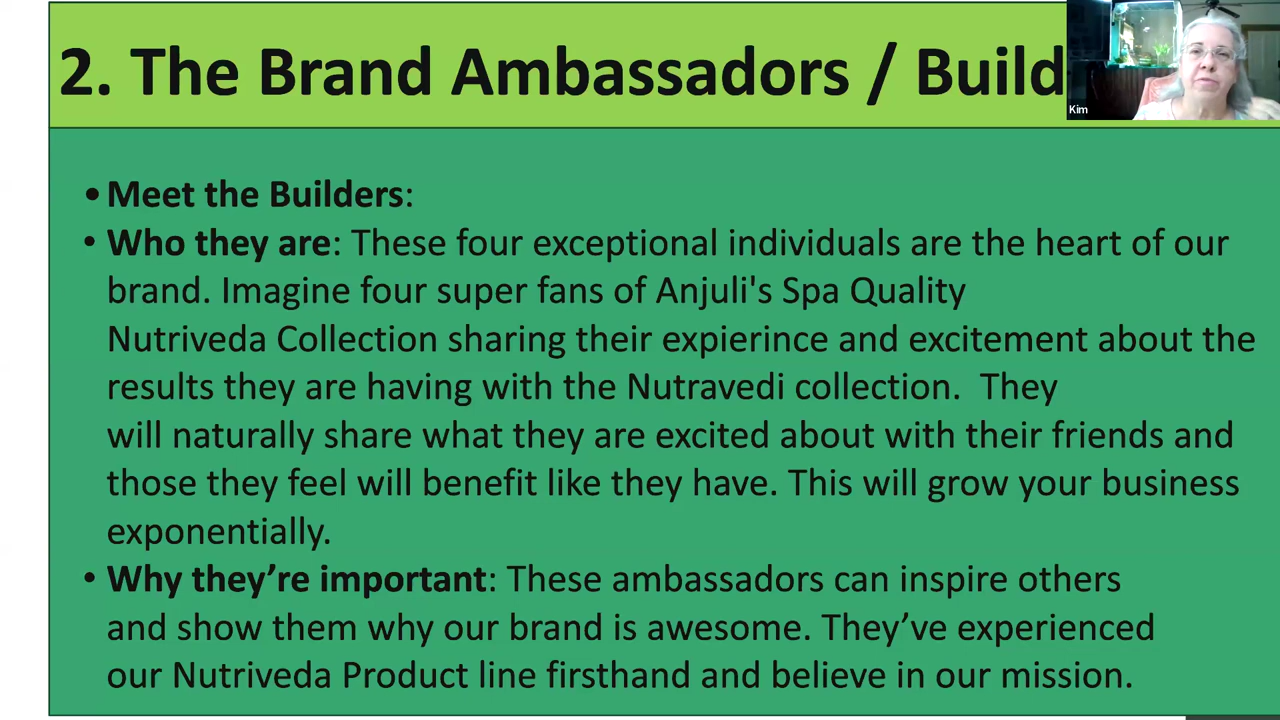 2. The Brand Ambassadors / Build
Kim
•Meet the Builders:
• Who they are: These four exceptional individuals are the heart of our
brand. Imagine four super fans of Anjuli's Spa Quality
Nutriveda Collection sharing their expierince and excitement about the
results they are having with the Nutravedi collection.  They
will naturally share what they are excited about with their friends and
those they feel will benefit like they have. This will grow your business
exponentially.
• Why they’re important: These ambassadors can inspire others
and show them why our brand is awesome. They’ve experienced
our Nutriveda Product line firsthand and believe in our mission.